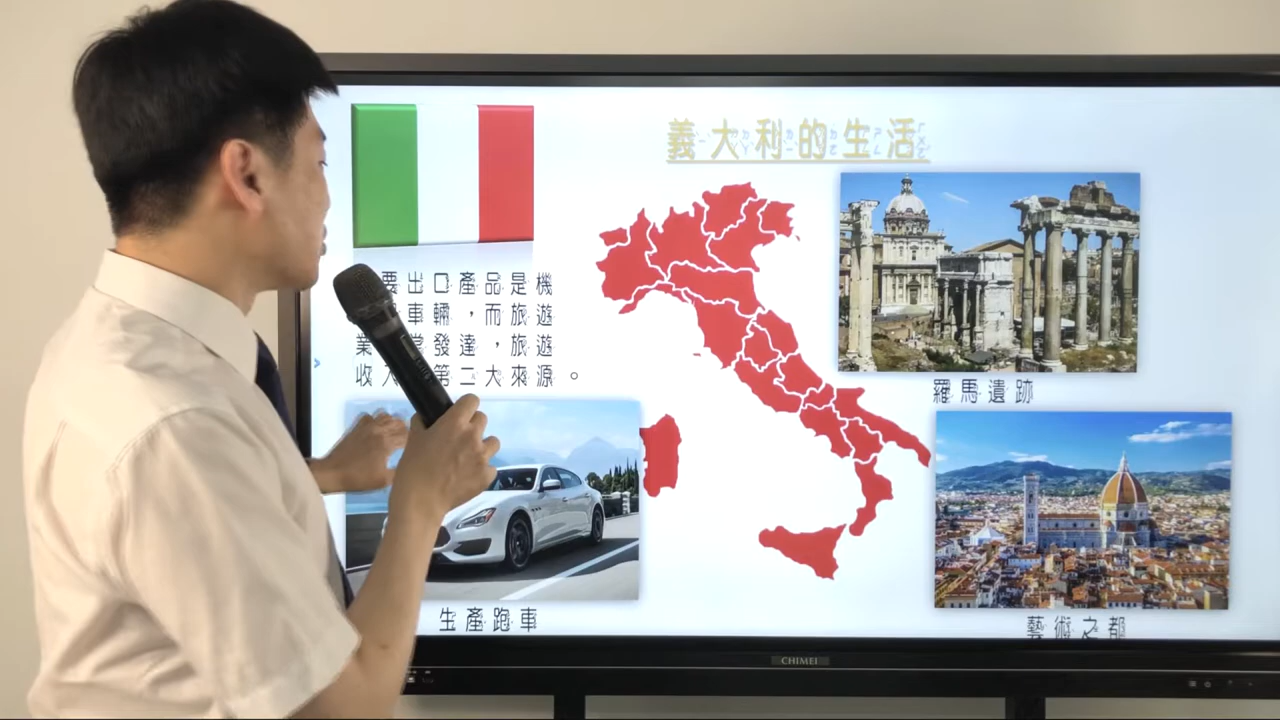 義大利的生活
要出口產品是機
車輛，而旅遊
業 常發達，旅遊
收入 第二大來源。
羅馬遺跡
生產跑車
藝術之都
CHIMEI